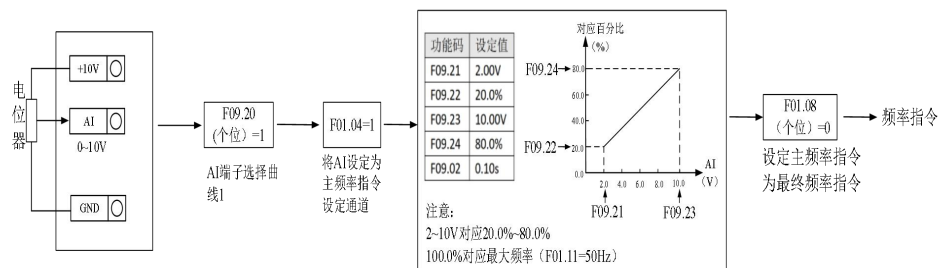 电位器
+10V
AI
0~10V
GND
F09.20
(个位）=1
AI端子选择曲
线1
F01.04=1
将AI设定为
主频率指令
设定通道
功能码 设定值
F09.21 2.00V
F09.22 20.0%
F09.23 10.00V
F09.24 80.0%
F09.02 0.10s
对应百分比
(%)
F09.24 80.0
60.0
40.0
F09.22 20.0
0.0
2.0 4.0 6.0 8.0 10.0
AI
(V)
F09.21 F09.23
注意：
2~10V对应20.0%~80.0%
100.0%对应最大频率（F01.11=50Hz）
F01.08
（个位）=0
设定主频率指令
为最终频率指令
频率指令